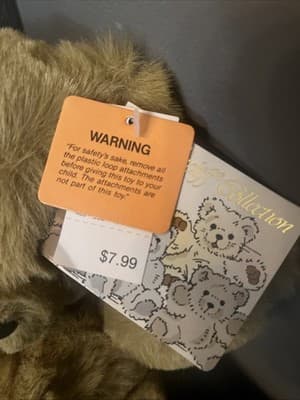 WARNING
"For safety's sake, remove all
the plastic loop attachments
before giving this toy to your
child. The attachments are
not part of this toy."
$7.99
Collection